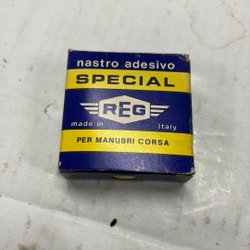 nastro adesivo
SPECIAL
REG
made in Italy
PER MANUBRI CORSA